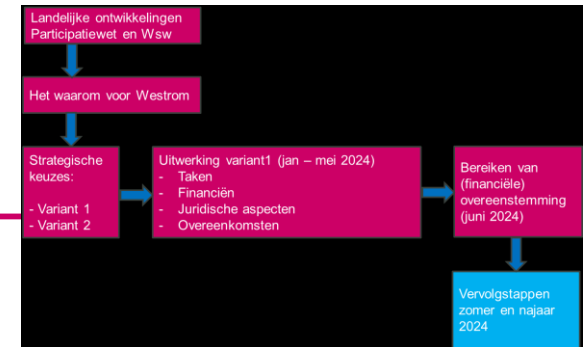 Landelijke ontwikkelingen
Participatiewet en Wsw
Het waarom voor Westrom
Strategische
keuzes:
- Variant 1
- Variant 2
Uitwerking variant1 (jan – mei 2024)
- Taken
- Financiën
- Juridische aspecten
- Overeenkomsten
Bereiken van
(financiële)
overeenstemming
(juni 2024)
Vervolgstappen
zomer en najaar
2024